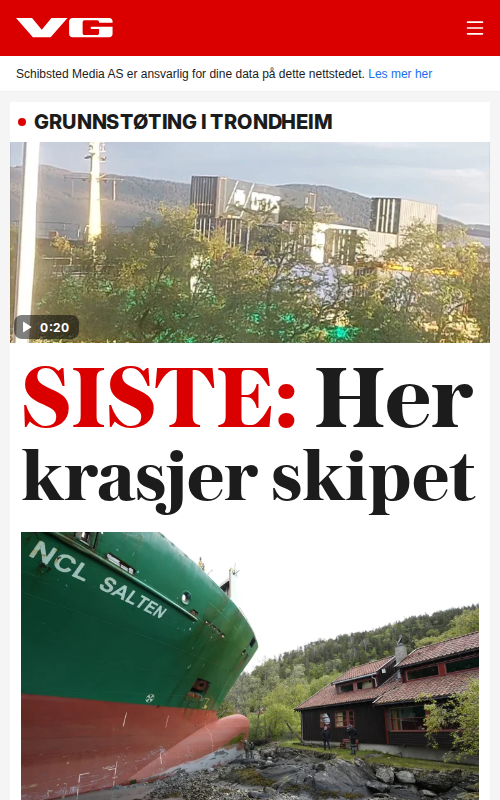 VG
Schibsted Media AS er ansvarlig for dine data på dette nettstedet. Les mer her
GRUNNSTØTING I TRONDHEIM
0:20
SISTE: Her
krasjer skipet
NCL SALTEN